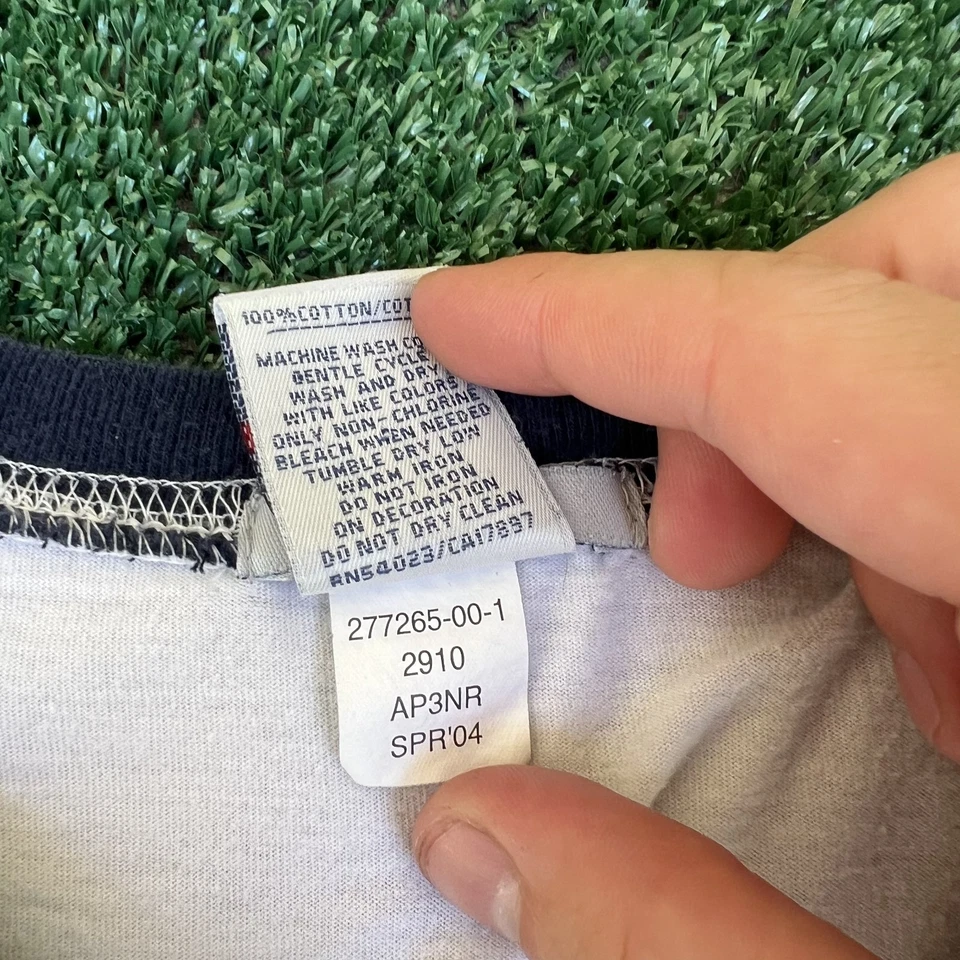 100%COTTON/COT
MACHINE WASH CO
GENTLE CYCLE
WASH AND DRY
WITH LIKE COLORS
ONLY NON-CHLORINE
BLEACH WHEN NEEDED
TUMBLE DRY LOW
WARM IRON
DO NOT IRON
ON DECORATION
DO NOT DRY CLEAN
RN54023/CA17897
277265-00-1
2910
AP3NR
SPR'04